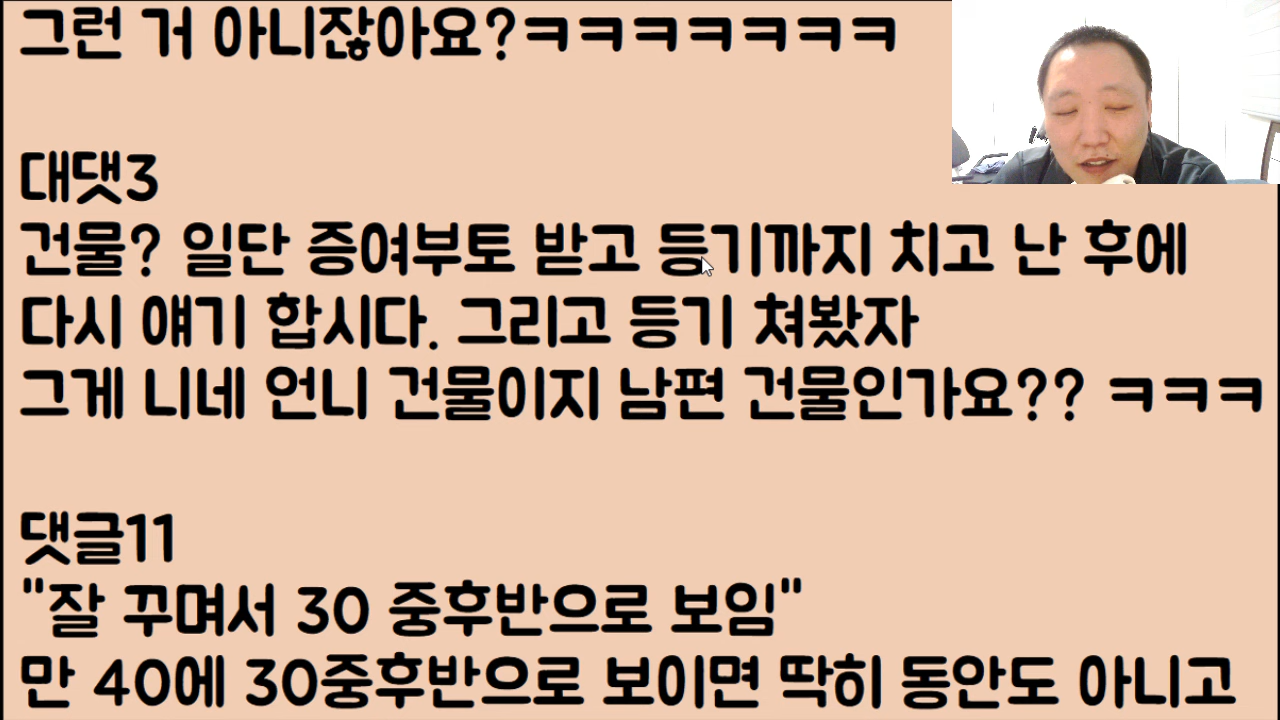 그런 거 아니잖아요?ㅋㅋㅋㅋㅋㅋㅋ
대댓3
건물? 일단 증여부토 받고 등기까지 치고 난 후에
다시 얘기 합시다. 그리고 등기 쳐봤자
그게 니네 언니 건물이지 남편 건물인가요?? ㅋㅋㅋ
댓글11
"잘 꾸며서 30 중후반으로 보임"
만 40에 30중후반으로 보이면 딱히 동안도 아니고